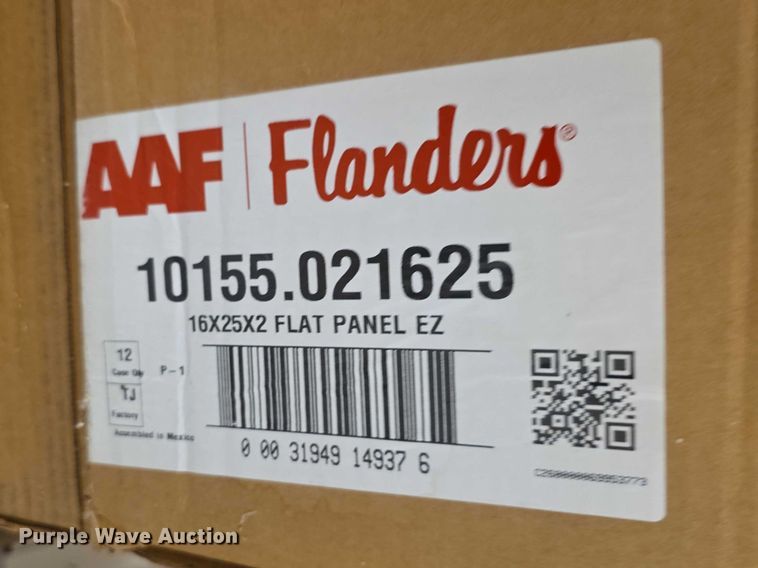 AAF | Flanders®
10155.021625
16X25X2 FLAT PANEL EZ
12
Case Qty
P-1
TJ
Factory
Assembled in Mexico
0 00 31949 14937 6
Purple Wave Auction